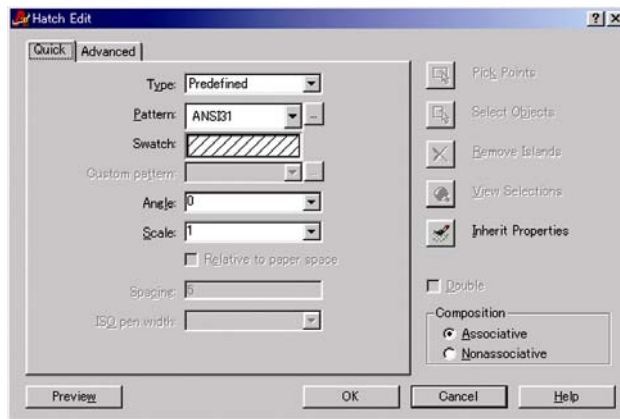 Hatch Edit
Quick
Advanced
Type: Predefined
Pattern: ANSI31
Swatch:
Custom pattern:
Angle: 0
Scale: 1
Relative to paper space
Spacing: 6
ISO pen width:
Pick Points
Select Objects
Remove Islands
View Selections
Inherit Properties
Double
Composition
Associative
Nonassociative
Preview
OK
Cancel
Help